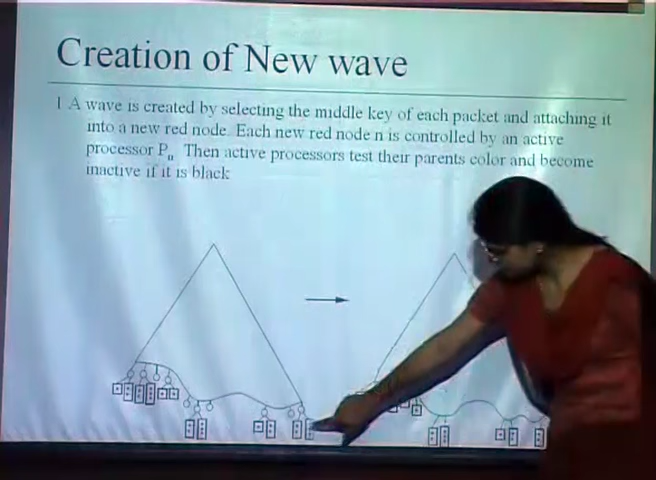 Creation of New wave
1 A wave is created by selecting the middle key of each packet and attaching it
into a new red node. Each new red node n is controlled by an active
processor Pn Then active processors test their parents color and become
inactive if it is black